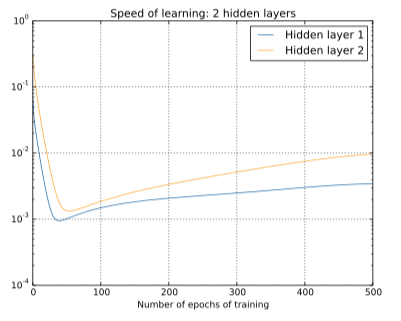 Speed of learning: 2 hidden layers
10^0
Hidden layer 1
Hidden layer 2
10^-1
10^-2
10^-3
10^-4
0 100 200 300 400 500
Number of epochs of training